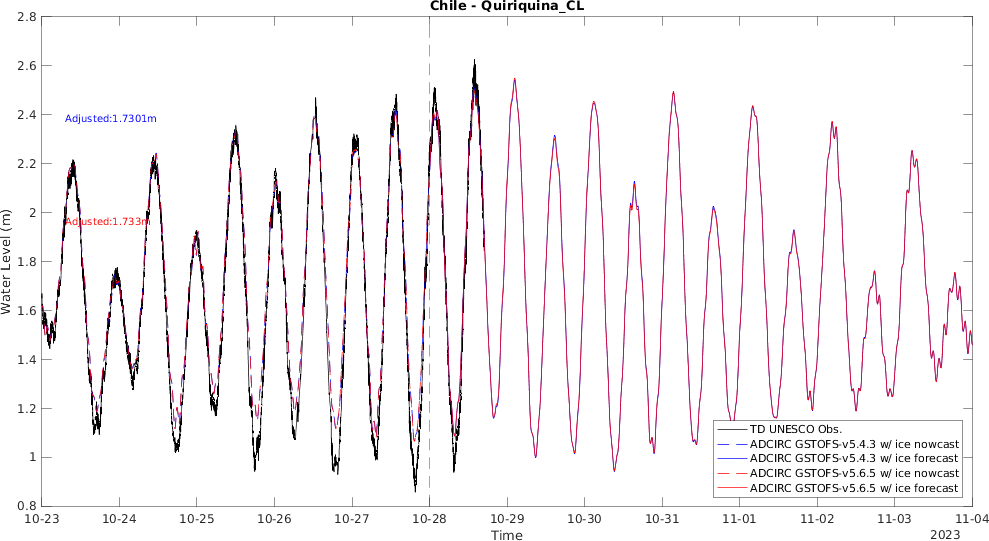 Chile - Quiriquina_CL
2.8
2.6
2.4
2.2
2
1.8
1.6
1.4
1.2
1
0.8
Water Level (m)
Adjusted:1.7301m
Adjusted:1.733m
TD UNESCO Obs.
ADCIRC GSTOFS-v5.4.3 w/ ice nowcast
ADCIRC GSTOFS-v5.4.3 w/ ice forecast
ADCIRC GSTOFS-v5.6.5 w/ ice nowcast
ADCIRC GSTOFS-v5.6.5 w/ ice forecast
10-23 10-24 10-25 10-26 10-27 10-28 10-29 10-30 10-31 11-01 11-02 11-03 11-04
Time
2023